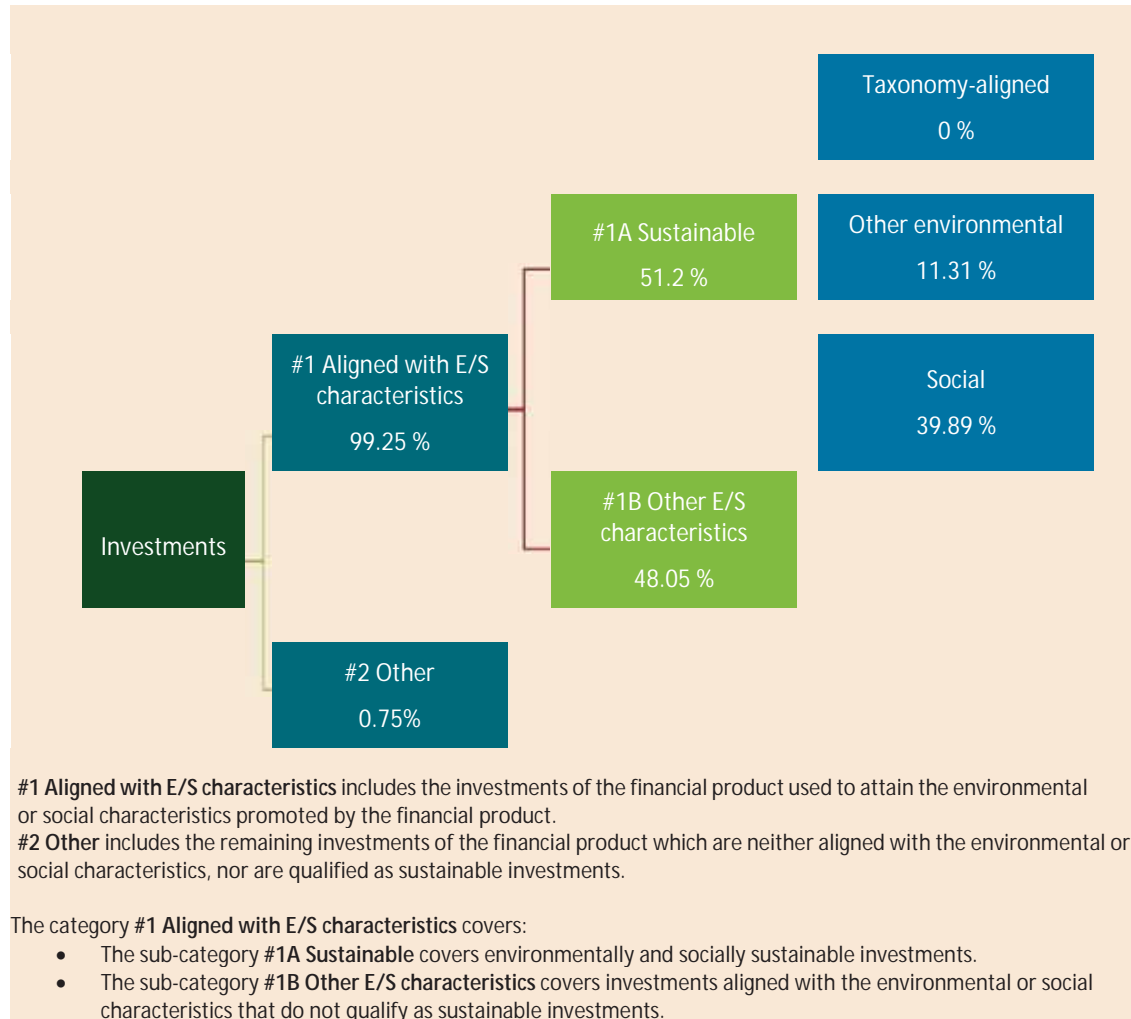 Taxonomy-aligned
0 %
#1A Sustainable
51.2 %
Other environmental
11.31 %
#1 Aligned with E/S
characteristics
99.25 %
Social
39.89 %
Investments
#1B Other E/S
characteristics
48.05 %
#2 Other
0.75%
#1 Aligned with E/S characteristics includes the investments of the financial product used to attain the environmental
or social characteristics promoted by the financial product.
#2 Other includes the remaining investments of the financial product which are neither aligned with the environmental or
social characteristics, nor are qualified as sustainable investments.
The category #1 Aligned with E/S characteristics covers:
• The sub-category #1A Sustainable covers environmentally and socially sustainable investments.
• The sub-category #1B Other E/S characteristics covers investments aligned with the environmental or social
characteristics that do not qualify as sustainable investments.